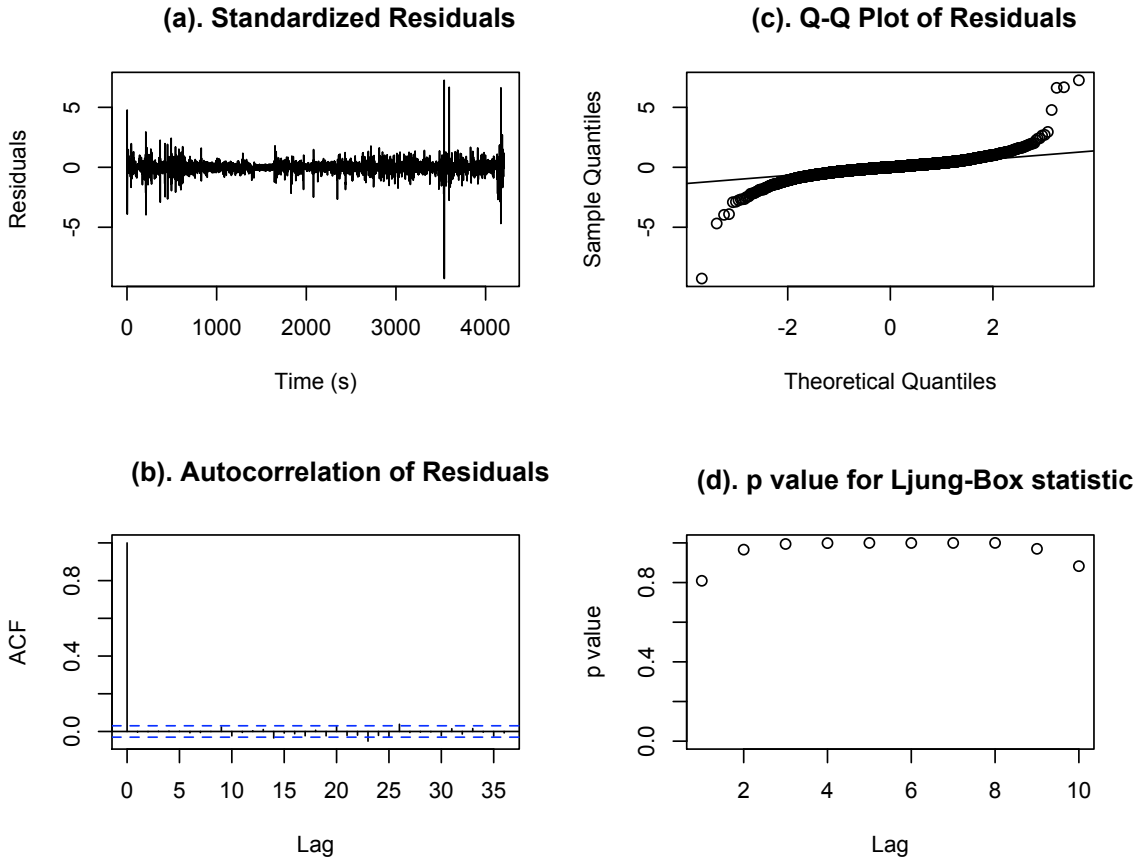 (a). Standardized Residuals
Residuals
5
0
-5
0 1000 2000 3000 4000
Time (s)
(c). Q-Q Plot of Residuals
Sample Quantiles
5
0
-5
-2 0 2
Theoretical Quantiles
(b). Autocorrelation of Residuals
ACF
0.8
0.4
0.0
0 5 10 15 20 25 30 35
Lag
(d). p value for Ljung-Box statistic
p value
0.8
0.4
0.0
2 4 6 8 10
Lag